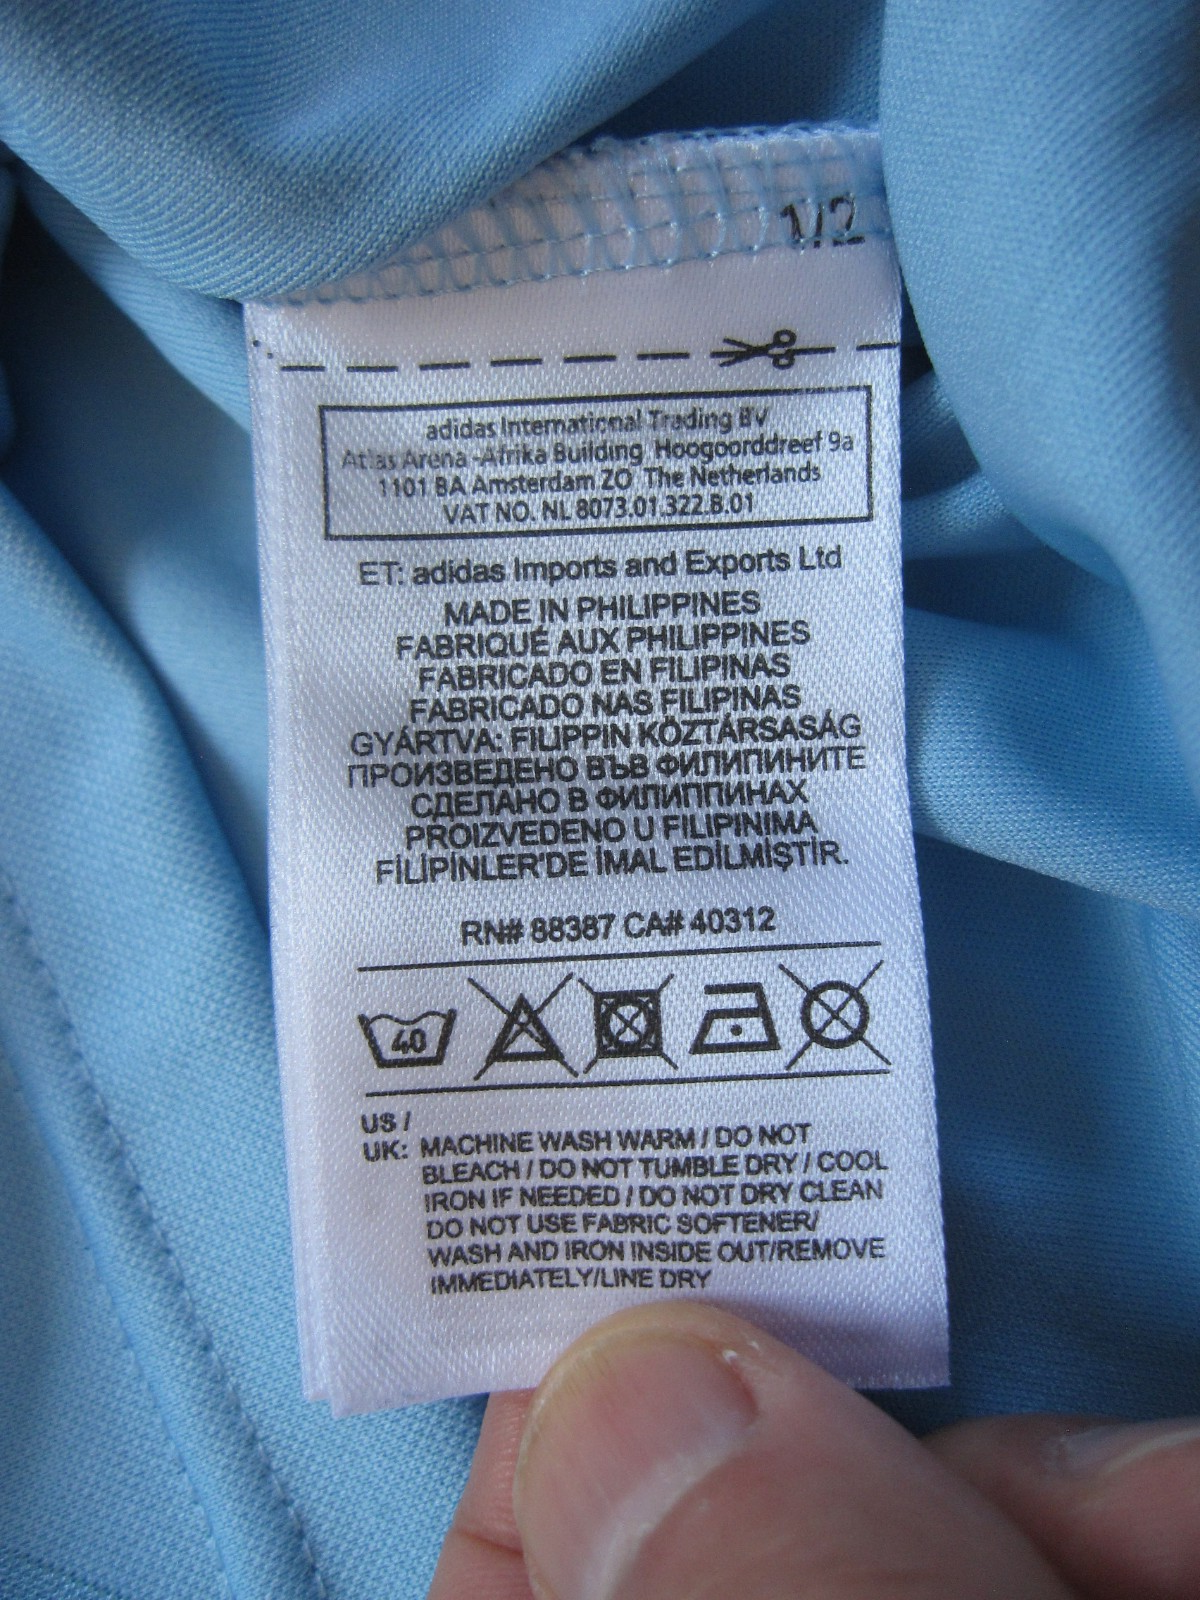 1/2
adidas International Trading BV
Atlas Arena -Afrika Building Hoogoorddreef 9a
1101 BA Amsterdam ZO The Netherlands
VAT NO. NL 8073.01.322.B.01
ET: adidas Imports and Exports Ltd
MADE IN PHILIPPINES
FABRIQUÉ AUX PHILIPPINES
FABRICADO EN FILIPINAS
FABRICADO NAS FILIPINAS
GYÁRTVA: FILIPPIN KÖZTÁRSASÁG
ПРОИЗВЕДЕНО ВЪВ ФИЛИПИНИТЕ
СДЕЛАНО В ФИЛИППИНАХ
PROIZVEDENO U FILIPINIMA
FİLİPİNLER'DE İMAL EDİLMİŞTİR.
RN# 88387 CA# 40312
40
US /
UK: MACHINE WASH WARM / DO NOT
BLEACH / DO NOT TUMBLE DRY / COOL
IRON IF NEEDED / DO NOT DRY CLEAN
DO NOT USE FABRIC SOFTENER/
WASH AND IRON INSIDE OUT/REMOVE
IMMEDIATELY/LINE DRY